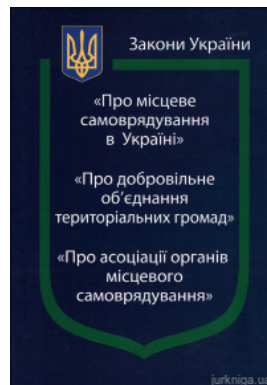 Закони України
«Про місцеве
самоврядування
в Україні»
«Про добровільне
об'єднання
територіальних громад»
«Про асоціації органів
місцевого
самоврядування»
jurkniga.ua